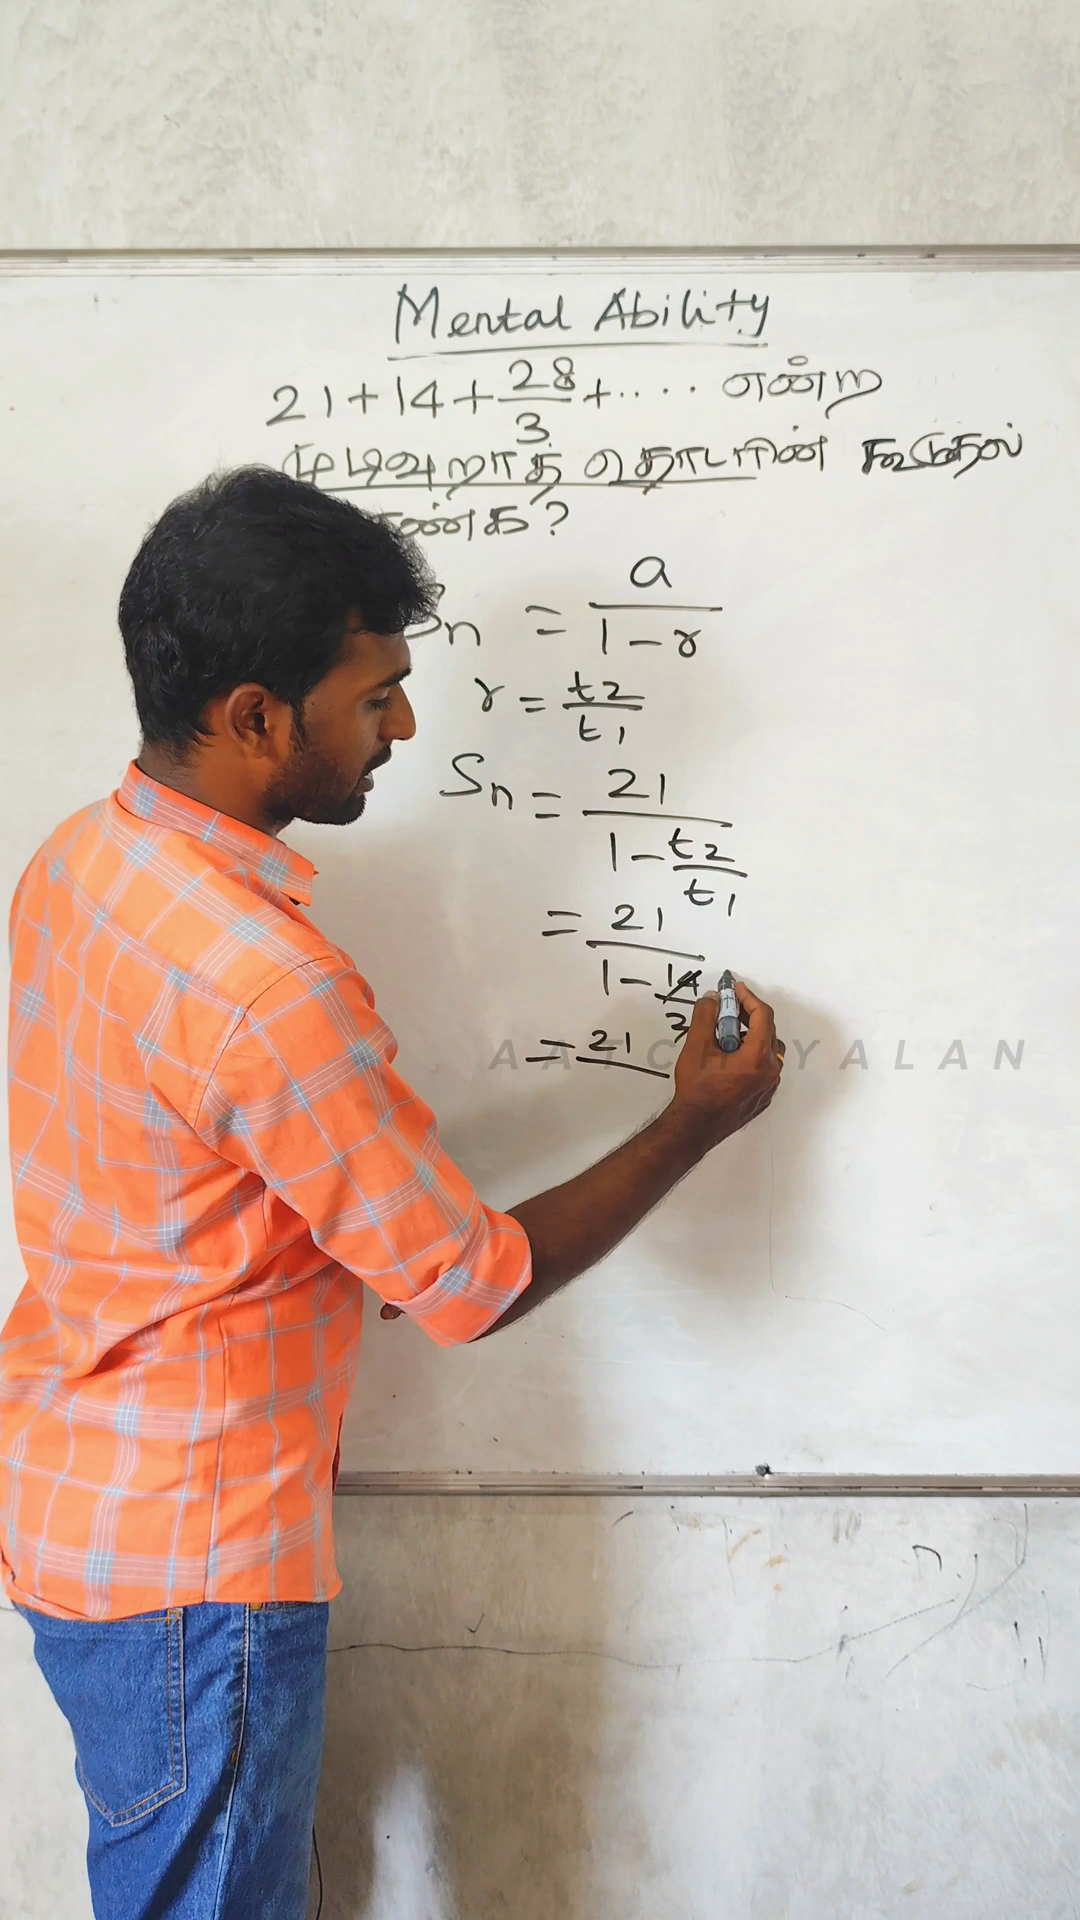 Mental Ability
21+14+28/3+.... என்ற
முடிவுறாத தொடரின் கூடுதல்
?
Sn = a/1-r
r = t2/t1
Sn = 21/1-t2/t1
= 21/1-14
= 21
AATCHIYALAN